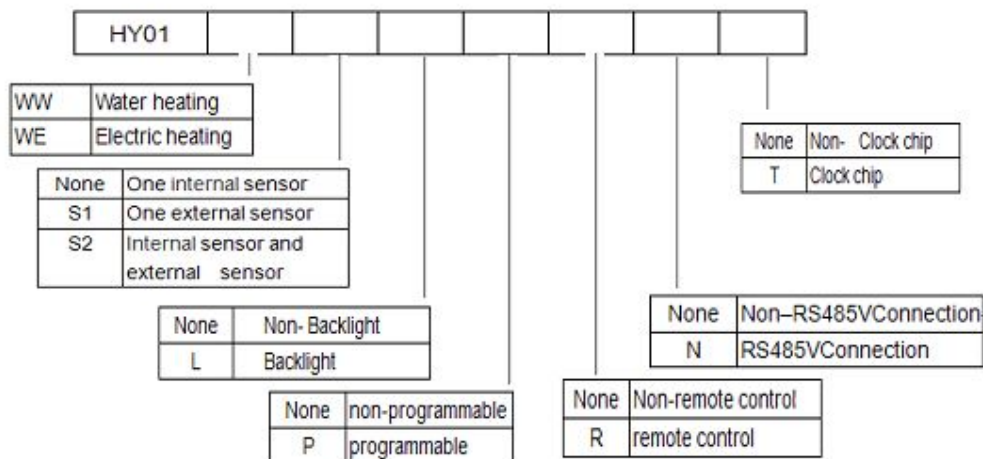 HY01
WW Water heating
WE Electric heating
None One internal sensor
S1 One external sensor
S2 Internal sensor and
external sensor
None Non- Backlight
L Backlight
None non-programmable
P programmable
None Non-remote control
R remote control
None Non–RS485VConnection
N RS485VConnection
None Non- Clock chip
T Clock chip